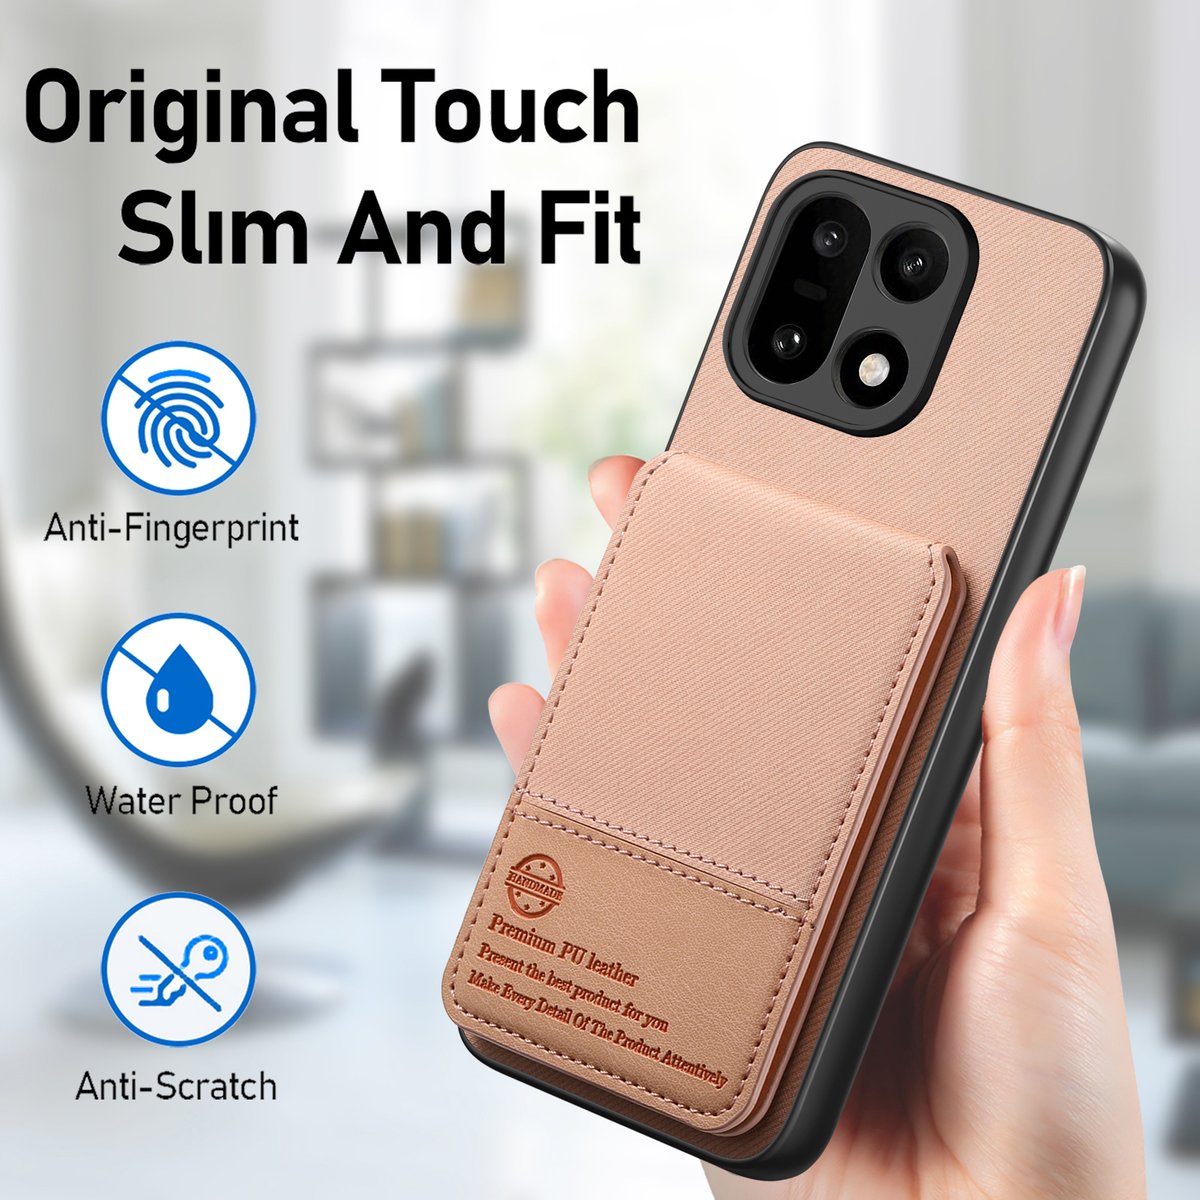 Original Touch
Slım And Fit
Anti-Fingerprint
Water Proof
Anti-Scratch
HANDMADE
Premium PU leather
Present the best product for you
Make Every Detail Of The Product Attentively